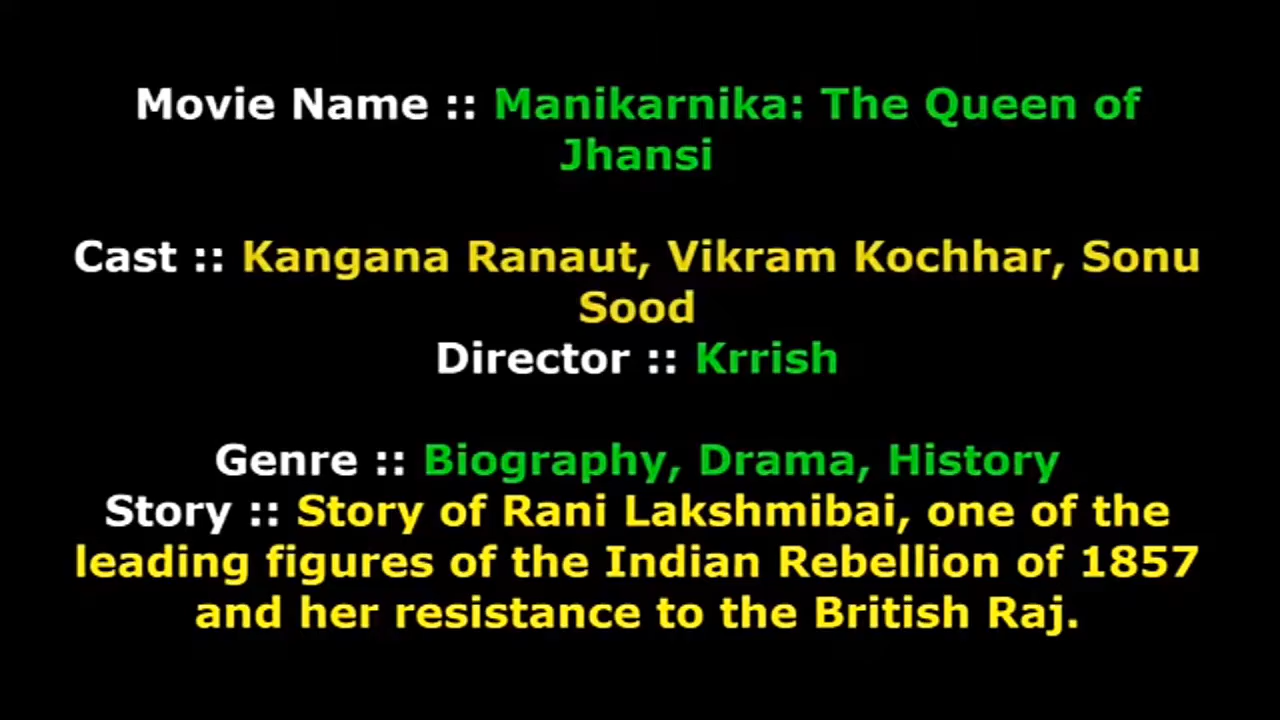 Movie Name :: Manikarnika: The Queen of
Jhansi
Cast :: Kangana Ranaut, Vikram Kochhar, Sonu
Sood
Director :: Krrish
Genre :: Biography, Drama, History
Story :: Story of Rani Lakshmibai, one of the
leading figures of the Indian Rebellion of 1857
and her resistance to the British Raj.